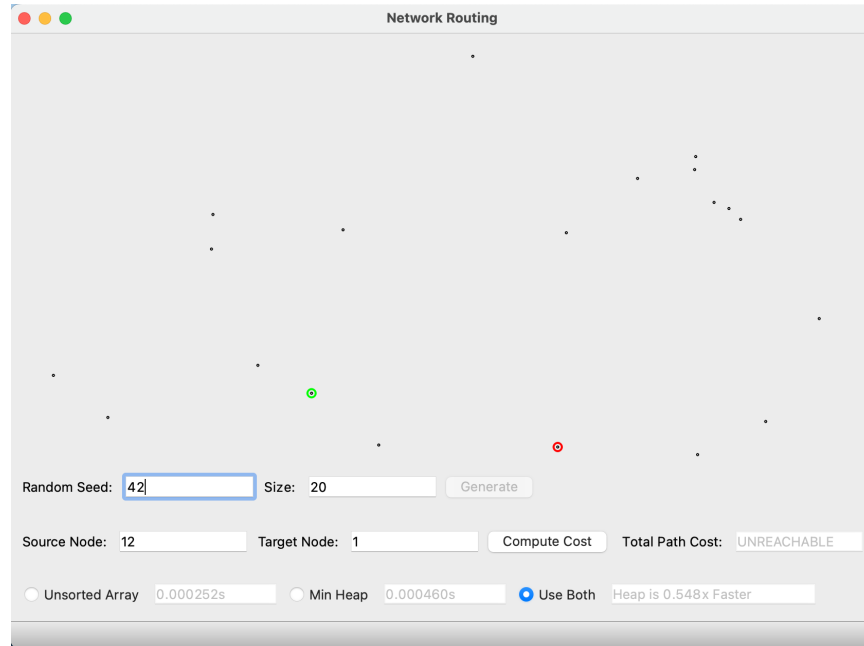 Network Routing
Random Seed: 42 Size: 20 Generate
Source Node: 12 Target Node: 1 Compute Cost Total Path Cost: UNREACHABLE
Unsorted Array 0.000252s Min Heap 0.000460s Use Both Heap is 0.548x Faster